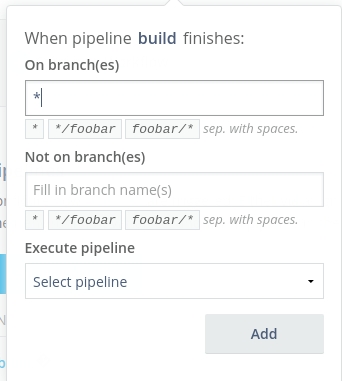 When pipeline build finishes:
On branch(es)
*
* */foobar foobar/* sep. with spaces.
Not on branch(es)
Fill in branch name(s)
* */foobar foobar/* sep. with spaces.
Execute pipeline
Select pipeline
Add